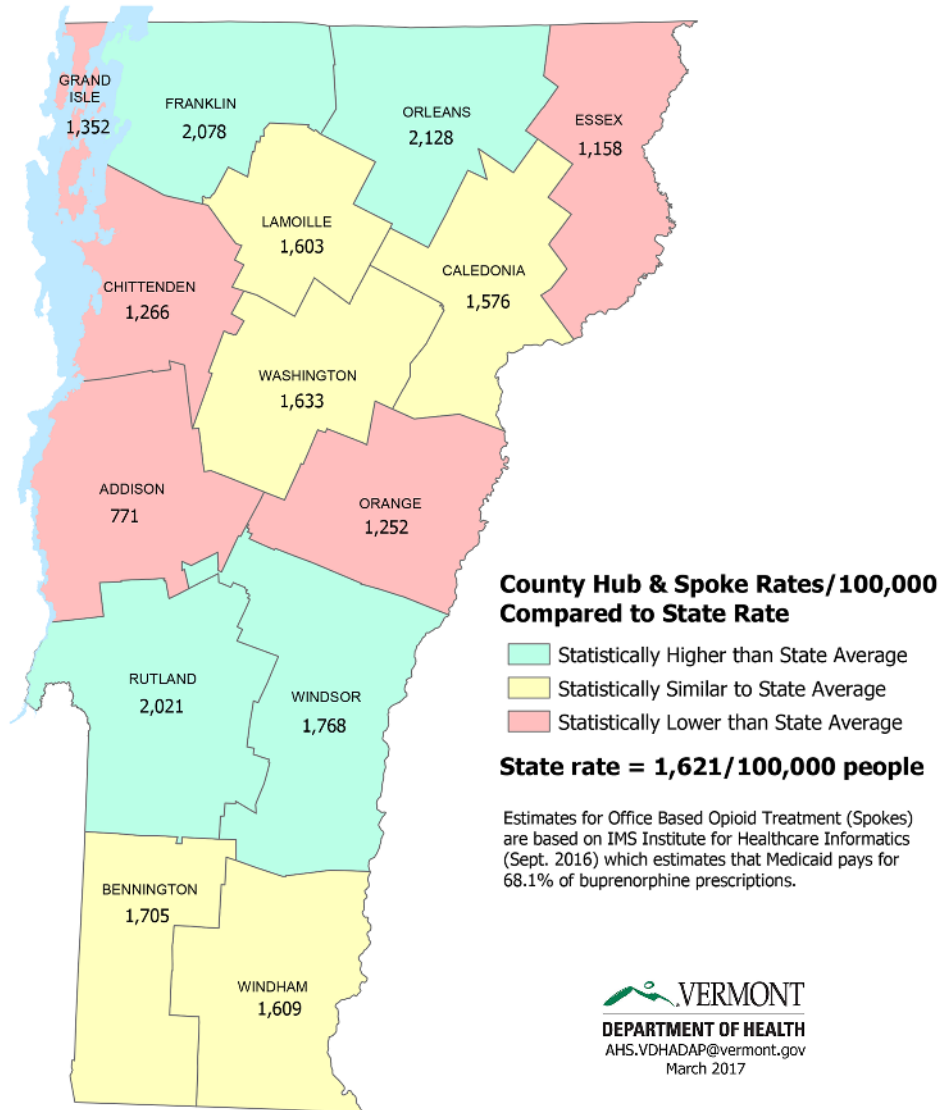 GRAND
ISLE
1,352
FRANKLIN
2,078
ORLEANS
2,128
ESSEX
1,158
LAMOILLE
1,603
CALEDONIA
1,576
CHITTENDEN
1,266
WASHINGTON
1,633
ADDISON
771
ORANGE
1,252
RUTLAND
2,021
WINDSOR
1,768
BENNINGTON
1,705
WINDHAM
1,609
County Hub & Spoke Rates/100,000
Compared to State Rate
Statistically Higher than State Average
Statistically Similar to State Average
Statistically Lower than State Average
State rate = 1,621/100,000 people
Estimates for Office Based Opioid Treatment (Spokes)
are based on IMS Institute for Healthcare Informatics
(Sept. 2016) which estimates that Medicaid pays for
68.1% of buprenorphine prescriptions.
VERMONT
DEPARTMENT OF HEALTH
AHS.VDHADAP@vermont.gov
March 2017